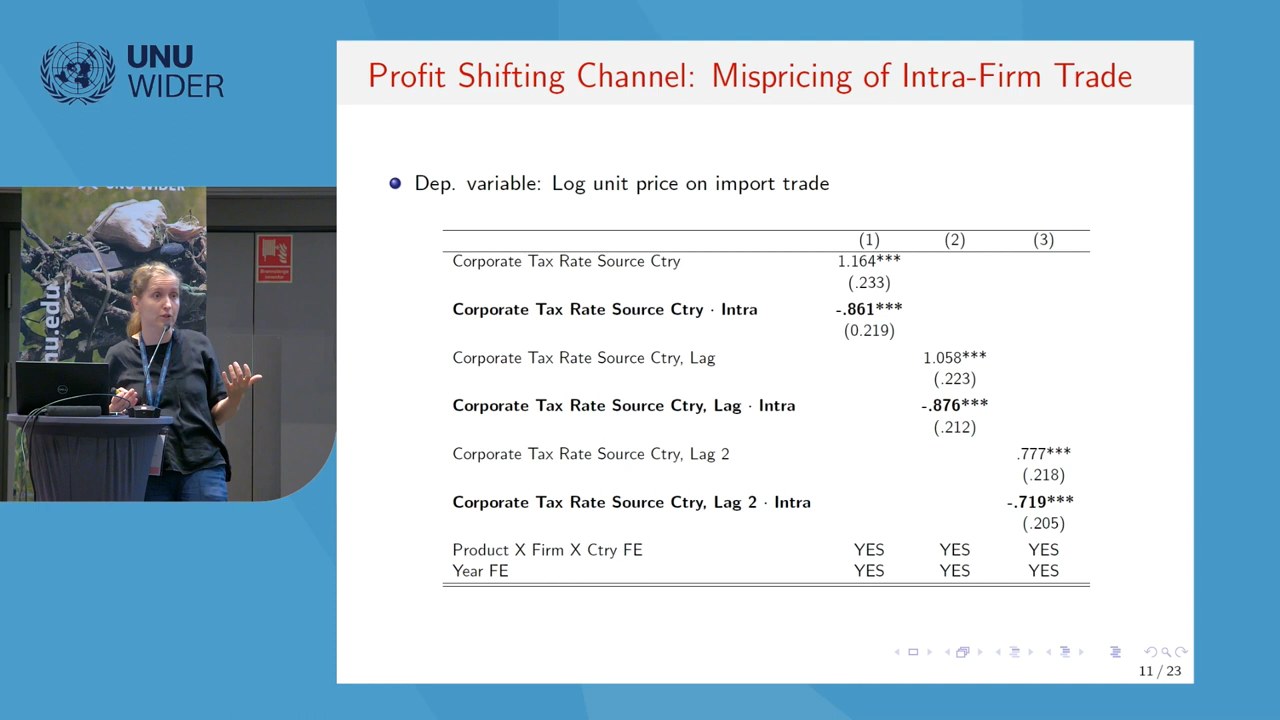 UNU
WIDER
Profit Shifting Channel: Mispricing of Intra-Firm Trade
Dep. variable: Log unit price on import trade
(1) (2) (3)
Corporate Tax Rate Source Ctry 1.164***
(.233)
Corporate Tax Rate Source Ctry · Intra -.861***
(0.219)
Corporate Tax Rate Source Ctry, Lag 1.058***
(.223)
Corporate Tax Rate Source Ctry, Lag · Intra -.876***
(.212)
Corporate Tax Rate Source Ctry, Lag 2 .777***
(.218)
Corporate Tax Rate Source Ctry, Lag 2 · Intra -.719***
(.205)
Product X Firm X Ctry FE YES YES YES
Year FE YES YES YES
11 / 23
UNU WIDER
nu.edu